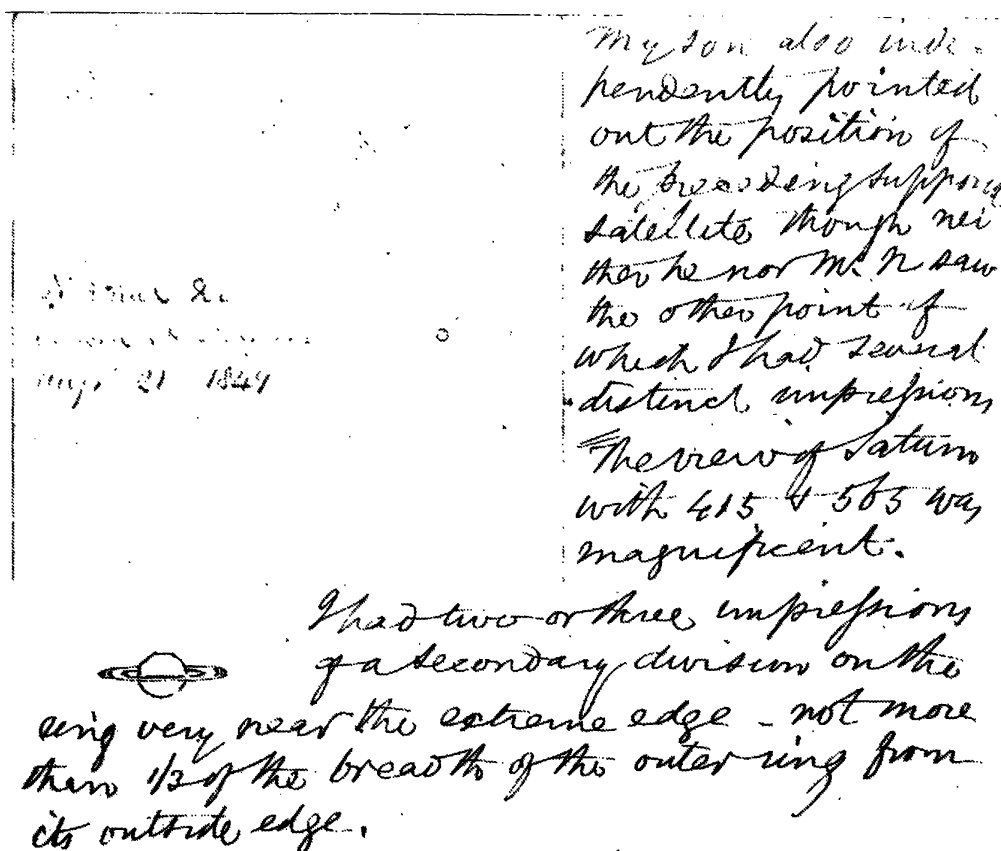 My son also inde-
pendently pointed
out the position of
the preceding suppos
satellite though nei
ther he nor Mr. N saw
the other point of
which I had several
distinct impressions
The view of Saturn
with 415 & 565 was
magnificent.
I had two or three impressions
of a secondary division on the
ring very near the extreme edge - not more
than 1/3 of the breadth of the outer ring from
its outside edge.
&c
21 1849